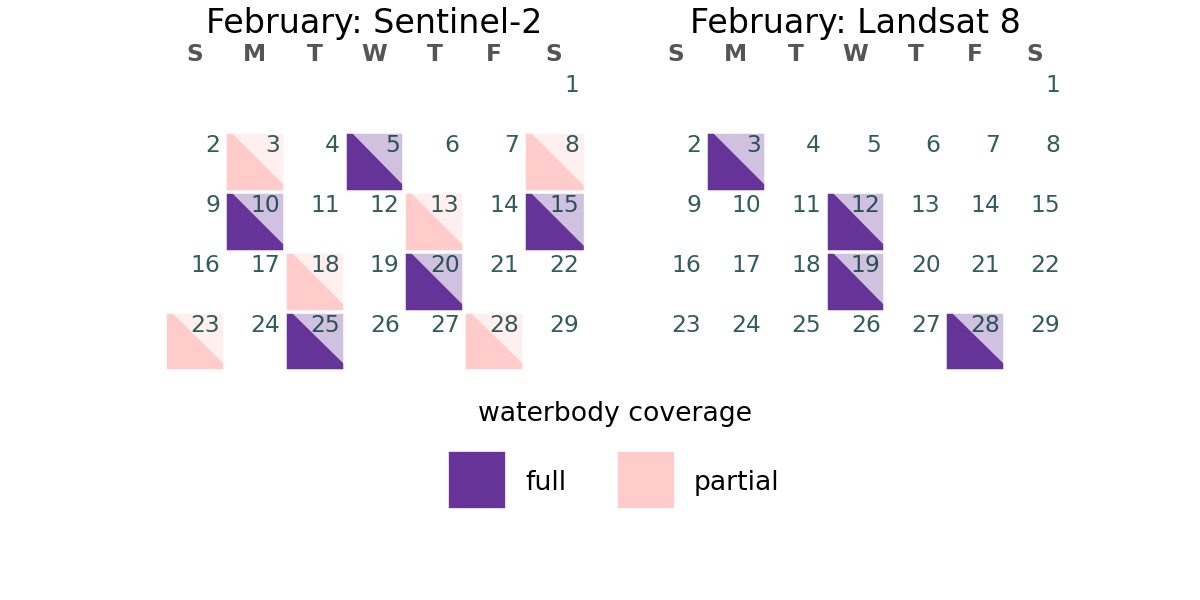 February: Sentinel-2
S M T W T F S
1
2 3 4 5 6 7 8
9 10 11 12 13 14 15
16 17 18 19 20 21 22
23 24 25 26 27 28 29
February: Landsat 8
S M T W T F S
1
2 3 4 5 6 7 8
9 10 11 12 13 14 15
16 17 18 19 20 21 22
23 24 25 26 27 28 29
waterbody coverage
full partial